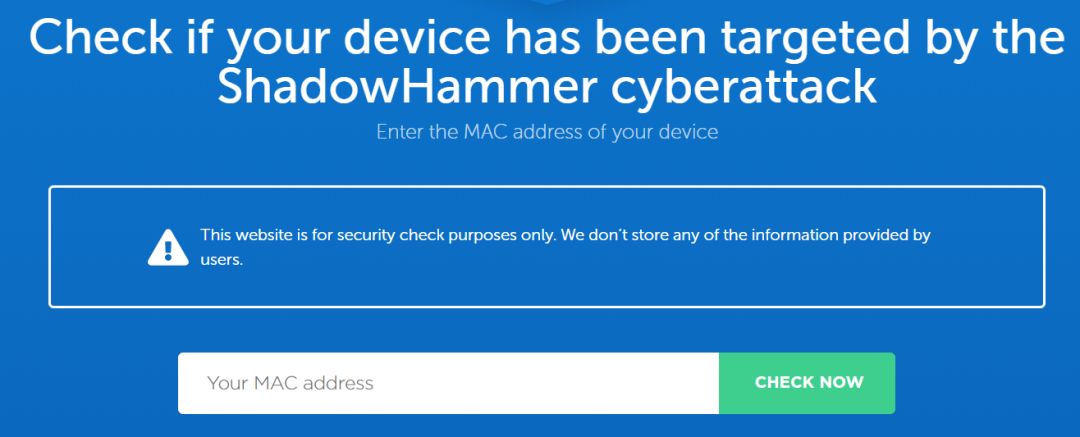 Check if your device has been targeted by the
ShadowHammer cyberattack
Enter the MAC address of your device
This website is for security check purposes only. We don’t store any of the information provided by
users.
Your MAC address
CHECK NOW